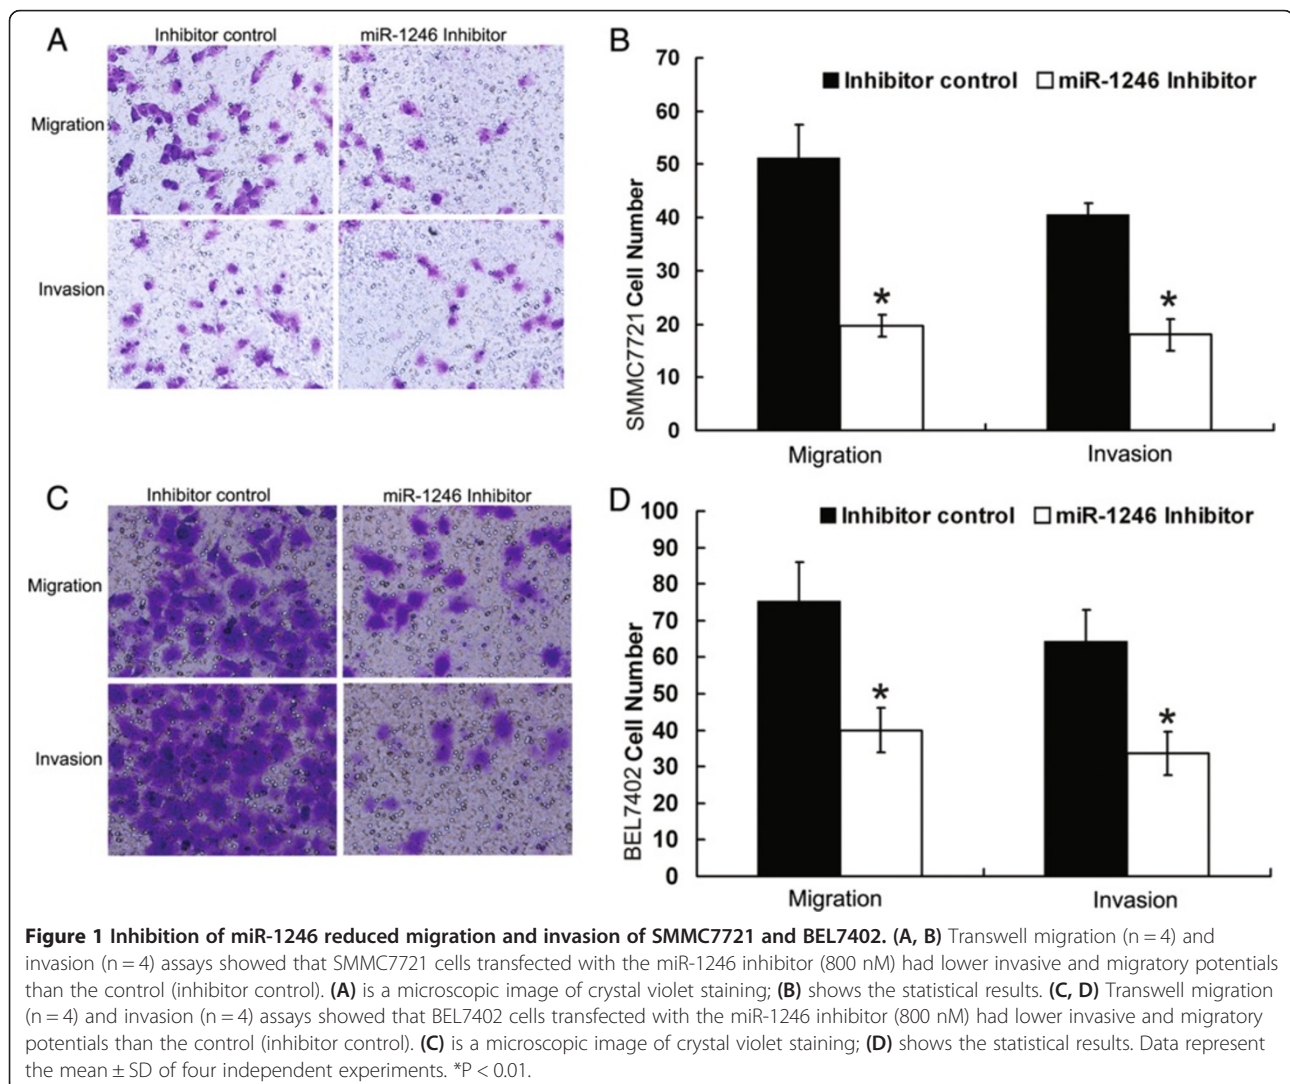 A
Inhibitor control
miR-1246 Inhibitor
Migration
Invasion
B
70
60
50
40
30
20
10
0
SMMC7721 Cell Number
Inhibitor control
miR-1246 Inhibitor
*
*
Migration
Invasion
C
Inhibitor control
miR-1246 Inhibitor
Migration
Invasion
D
100
90
80
70
60
50
40
30
20
10
0
BEL7402 Cell Number
Inhibitor control
miR-1246 Inhibitor
*
*
Migration
Invasion
Figure 1 Inhibition of miR-1246 reduced migration and invasion of SMMC7721 and BEL7402. (A, B) Transwell migration (n = 4) and
invasion (n = 4) assays showed that SMMC7721 cells transfected with the miR-1246 inhibitor (800 nM) had lower invasive and migratory potentials
than the control (inhibitor control). (A) is a microscopic image of crystal violet staining; (B) shows the statistical results. (C, D) Transwell migration
(n = 4) and invasion (n = 4) assays showed that BEL7402 cells transfected with the miR-1246 inhibitor (800 nM) had lower invasive and migratory
potentials than the control (inhibitor control). (C) is a microscopic image of crystal violet staining; (D) shows the statistical results. Data represent
the mean ± SD of four independent experiments. *P < 0.01.